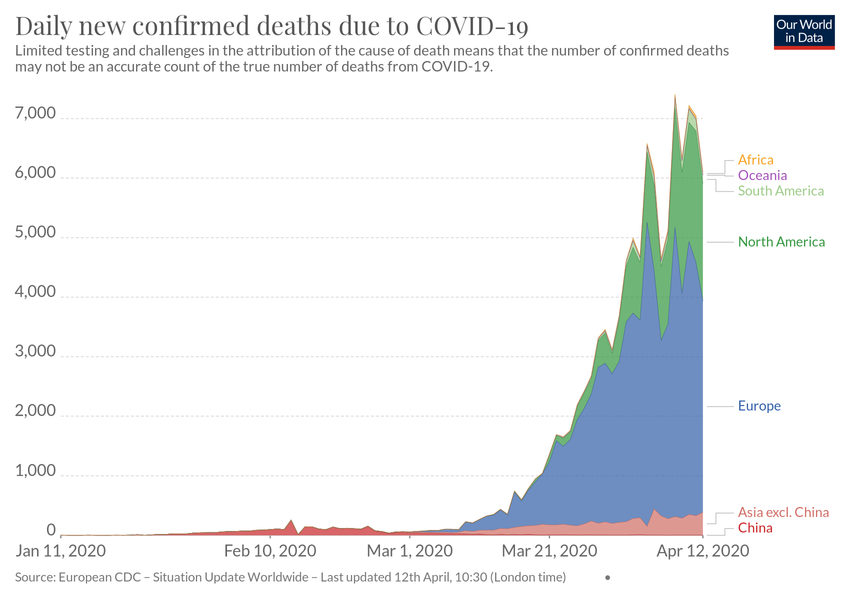 Daily new confirmed deaths due to COVID-19
Our World
in Data
Limited testing and challenges in the attribution of the cause of death means that the number of confirmed deaths
may not be an accurate count of the true number of deaths from COVID-19.
7,000
6,000
5,000
4,000
3,000
2,000
1,000
0
Africa
Oceania
South America
North America
Europe
Asia excl. China
China
Jan 11, 2020
Feb 10, 2020
Mar 1, 2020
Mar 21, 2020
Apr 12, 2020
Source: European CDC – Situation Update Worldwide – Last updated 12th April, 10:30 (London time)